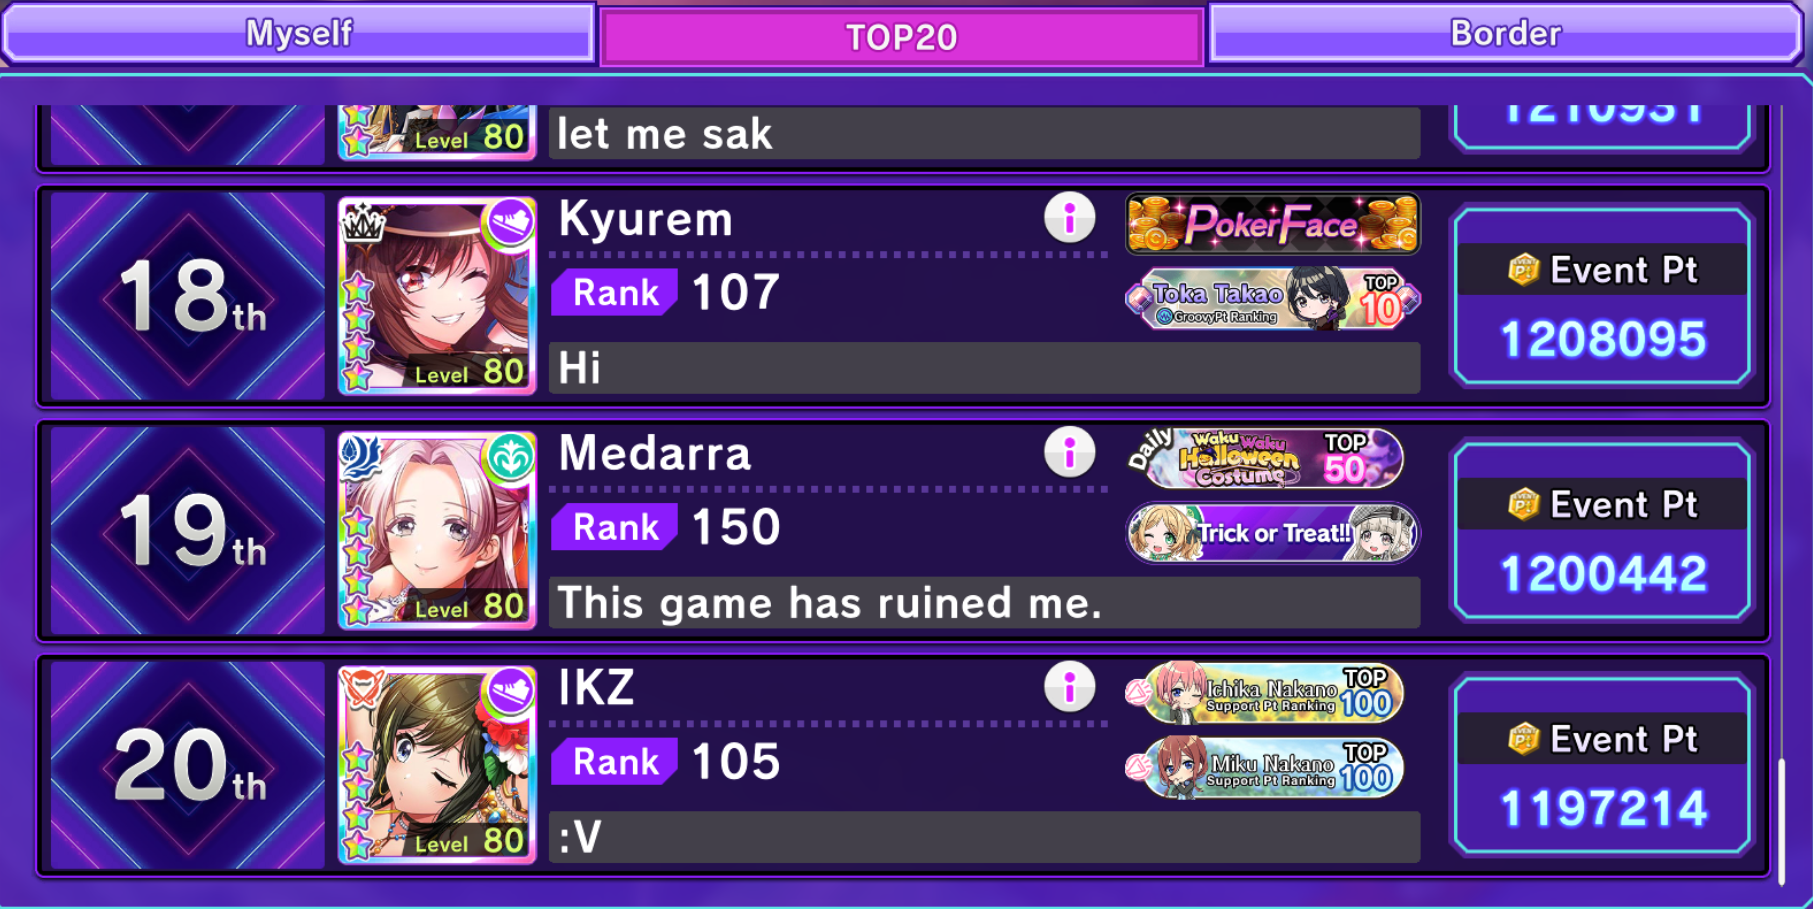 Myself
TOP20
Border
Level 80
let me sak
1210931
18th
Level 80
Kyurem
Rank 107
Hi
PokerFace
Toka Takao
GroovyPt Ranking
TOP
10
Event Pt
1208095
19th
Level 80
Medarra
Rank 150
This game has ruined me.
Daily
Waku Waku
Halloween
Costume
TOP
50
Trick or Treat!!
Event Pt
1200442
20th
Level 80
IKZ
Rank 105
:V
Ichika Nakano
Support Pt Ranking
TOP
100
Miku Nakano
Support Pt Ranking
TOP
100
Event Pt
1197214